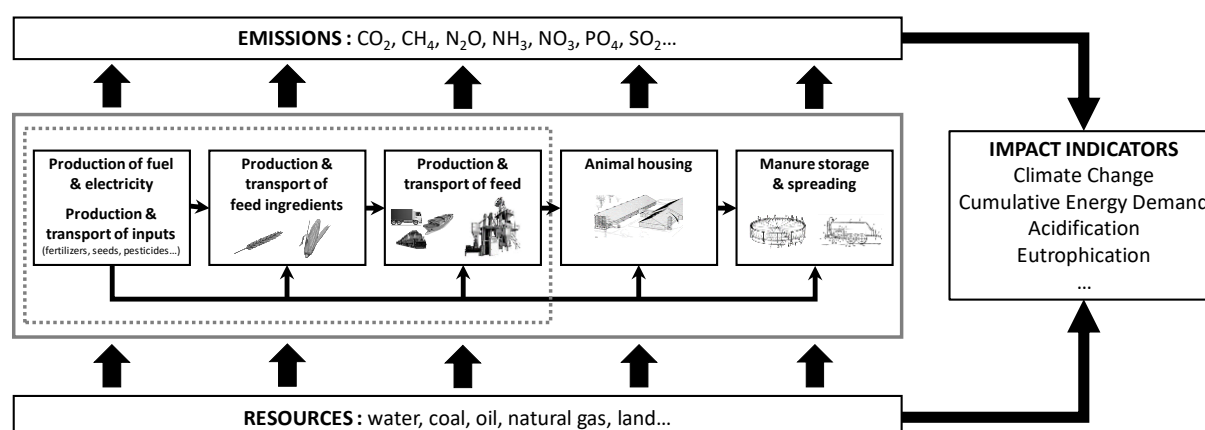 EMISSIONS : CO₂, CH₄, N₂O, NH₃, NO₃, PO₄, SO₂...
Production of fuel
& electricity
Production &
transport of inputs
(fertilizers, seeds, pesticides...)
Production &
transport of
feed ingredients
Production &
transport of feed
Animal housing
Manure storage
& spreading
IMPACT INDICATORS
Climate Change
Cumulative Energy Demand
Acidification
Eutrophication
...
RESOURCES : water, coal, oil, natural gas, land...